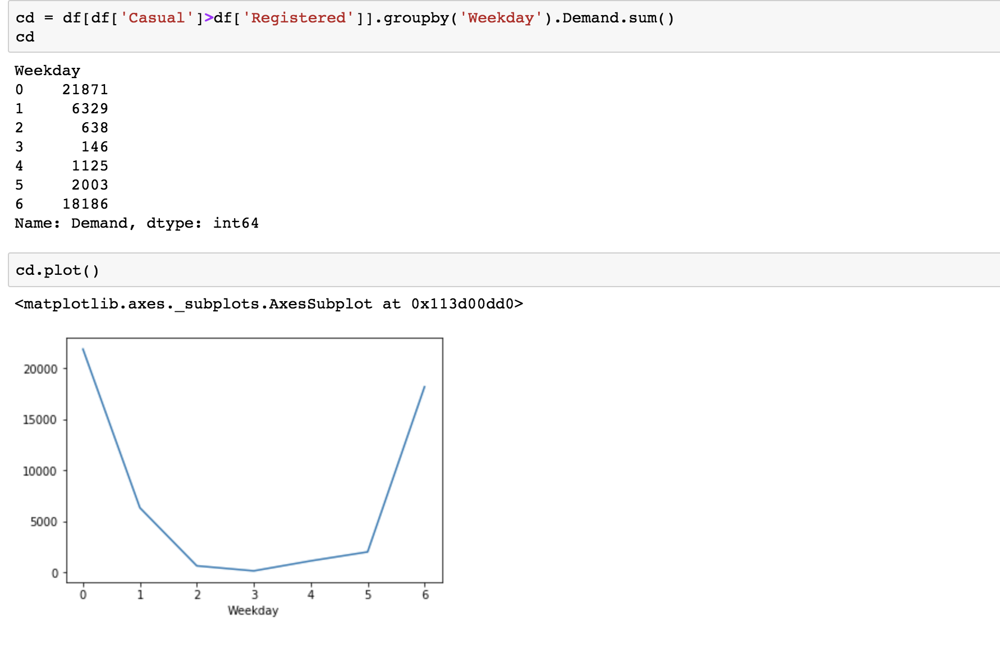 cd = df[df['Casual']>df['Registered']].groupby('Weekday').Demand.sum()
cd
Weekday
0     21871
1      6329
2       638
3       146
4      1125
5      2003
6     18186
Name: Demand, dtype: int64
cd.plot()
<matplotlib.axes._subplots.AxesSubplot at 0x113d00dd0>
20000
15000
10000
5000
0
0 1 2 3 4 5 6
Weekday